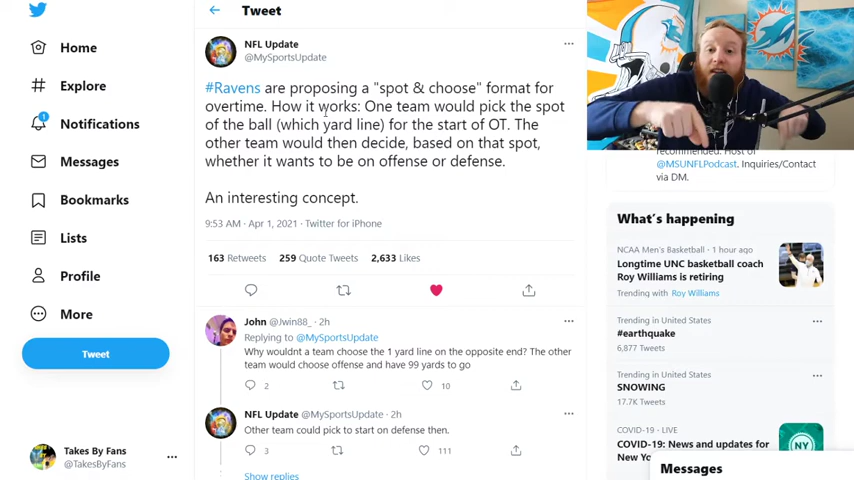 Tweet
Home
Explore
1
Notifications
Messages
Bookmarks
Lists
Profile
More
Tweet
Takes By Fans
@TakesByFans
NFL Update
@MySportsUpdate
#Ravens are proposing a "spot & choose" format for
overtime. How it works: One team would pick the spot
of the ball (which yard line) for the start of OT. The
other team would then decide, based on that spot,
whether it wants to be on offense or defense.
An interesting concept.
9:53 AM · Apr 1, 2021 · Twitter for iPhone
163 Retweets 259 Quote Tweets 2,633 Likes
John @Jwin88_ · 2h
Replying to @MySportsUpdate
Why wouldnt a team choose the 1 yard line on the opposite end? The other
team would choose offense and have 99 yards to go
2 10
NFL Update @MySportsUpdate · 2h
Other team could pick to start on defense then.
3 111
Show replies
recommended. Host of
@MSUNFLPodcast. Inquiries/Contact
via DM.
What's happening
NCAA Men's Basketball · 1 hour ago
Longtime UNC basketball coach
Roy Williams is retiring
Trending with Roy Williams
Trending in United States
#earthquake
6,877 Tweets
Trending in United States
SNOWING
17.7K Tweets
COVID-19 · LIVE
COVID-19: News and updates for
New Yo
NY
Messages